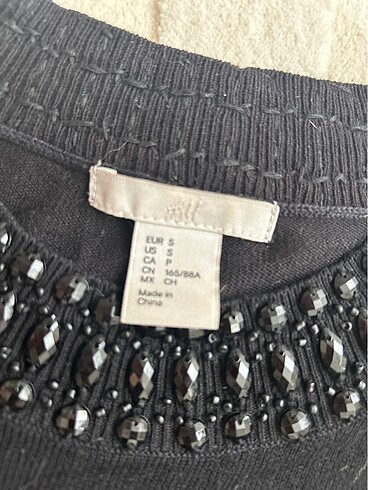 EUR S
US S
CA P
CN 165/88A
MX CH
Made in
China